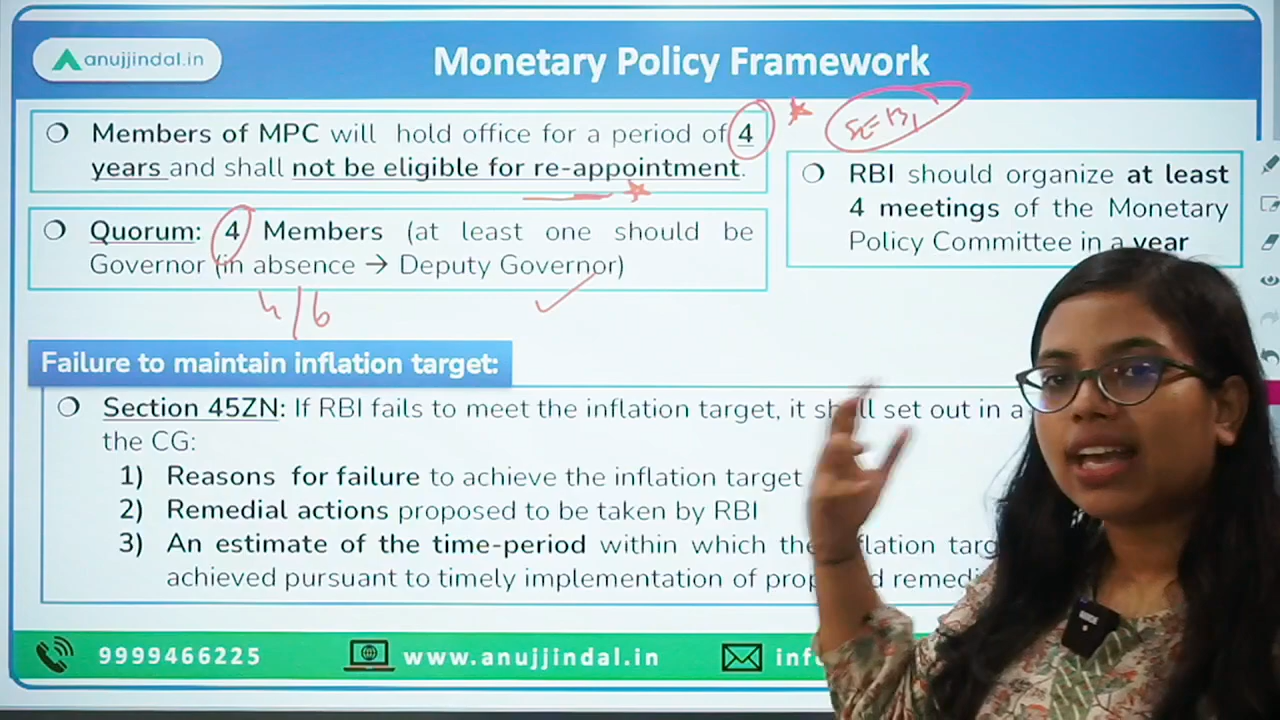 anujjindal.in
Monetary Policy Framework
Members of MPC will hold office for a period of 4
years and shall not be eligible for re-appointment.
Quorum: 4 Members (at least one should be
Governor (in absence → Deputy Governor)
4/6
RBI should organize at least
4 meetings of the Monetary
Policy Committee in a year
Failure to maintain inflation target:
Section 45ZN: If RBI fails to meet the inflation target, it shall set out in a
the CG:
1) Reasons for failure to achieve the inflation target
2) Remedial actions proposed to be taken by RBI
3) An estimate of the time-period within which the inflation
achieved pursuant to timely implementation of
9999466225
www.anujjindal.in